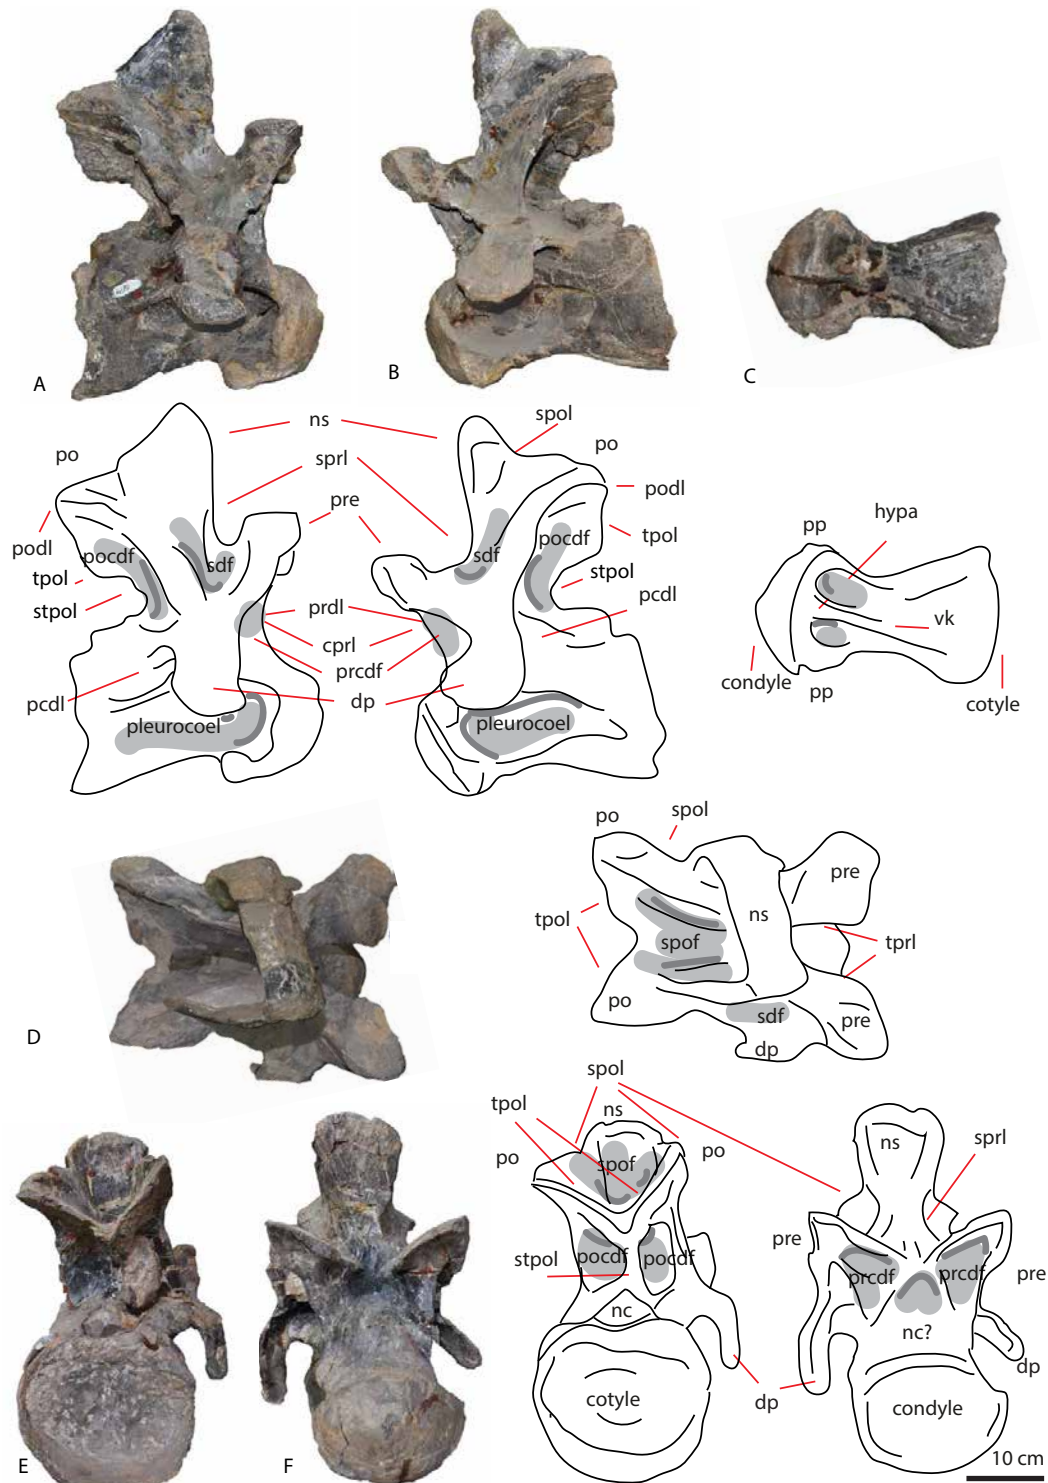 A
B
C
ns
spol
po
po
sprl
podl
pre
hypa
pp
tpol
podl
pocdf
sdf
sdf
pocdf
stpol
tpol
stpol
pcdl
prdl
vk
cprl
prcdf
condyle
pp
cotyle
pcdl
dp
pleurocoel
pleurocoel
po
spol
pre
ns
tpol
spof
tprl
po
sdf
pre
D
dp
spol
tpol
ns
ns
sprl
po
spof
po
pre
stpol
pocdf
pocdf
prcdf
prcdf
pre
nc
nc?
dp
dp
cotyle
condyle
E
F
10 cm